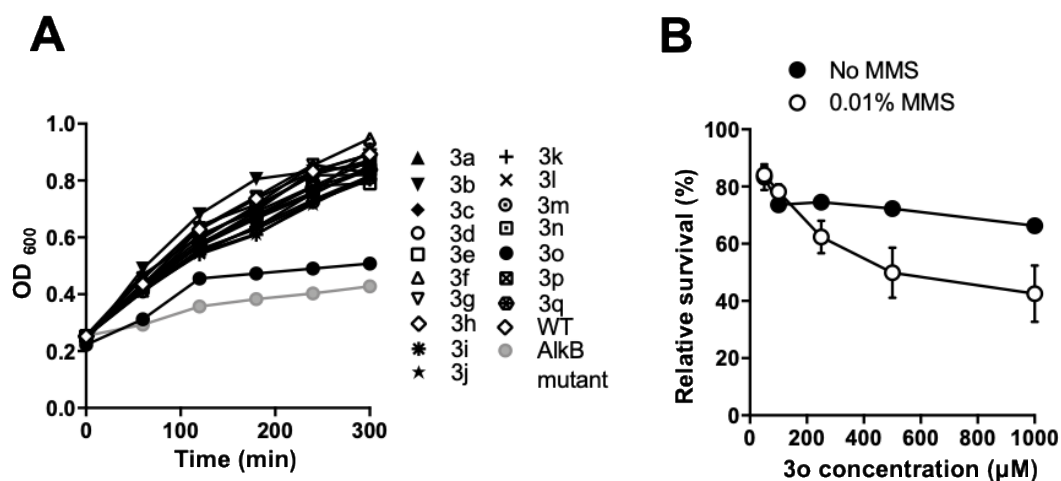 A
OD 600
1.0
0.8
0.6
0.4
0.2
0.0
0 100 200 300
Time (min)
3a
3b
3c
3d
3e
3f
3g
3h
3i
3j
3k
3l
3m
3n
3o
3p
3q
WT
AlkB
mutant
B
No MMS
0.01% MMS
Relative survival (%)
100
80
60
40
20
0
0 200 400 600 800 1000
3o concentration (µM)